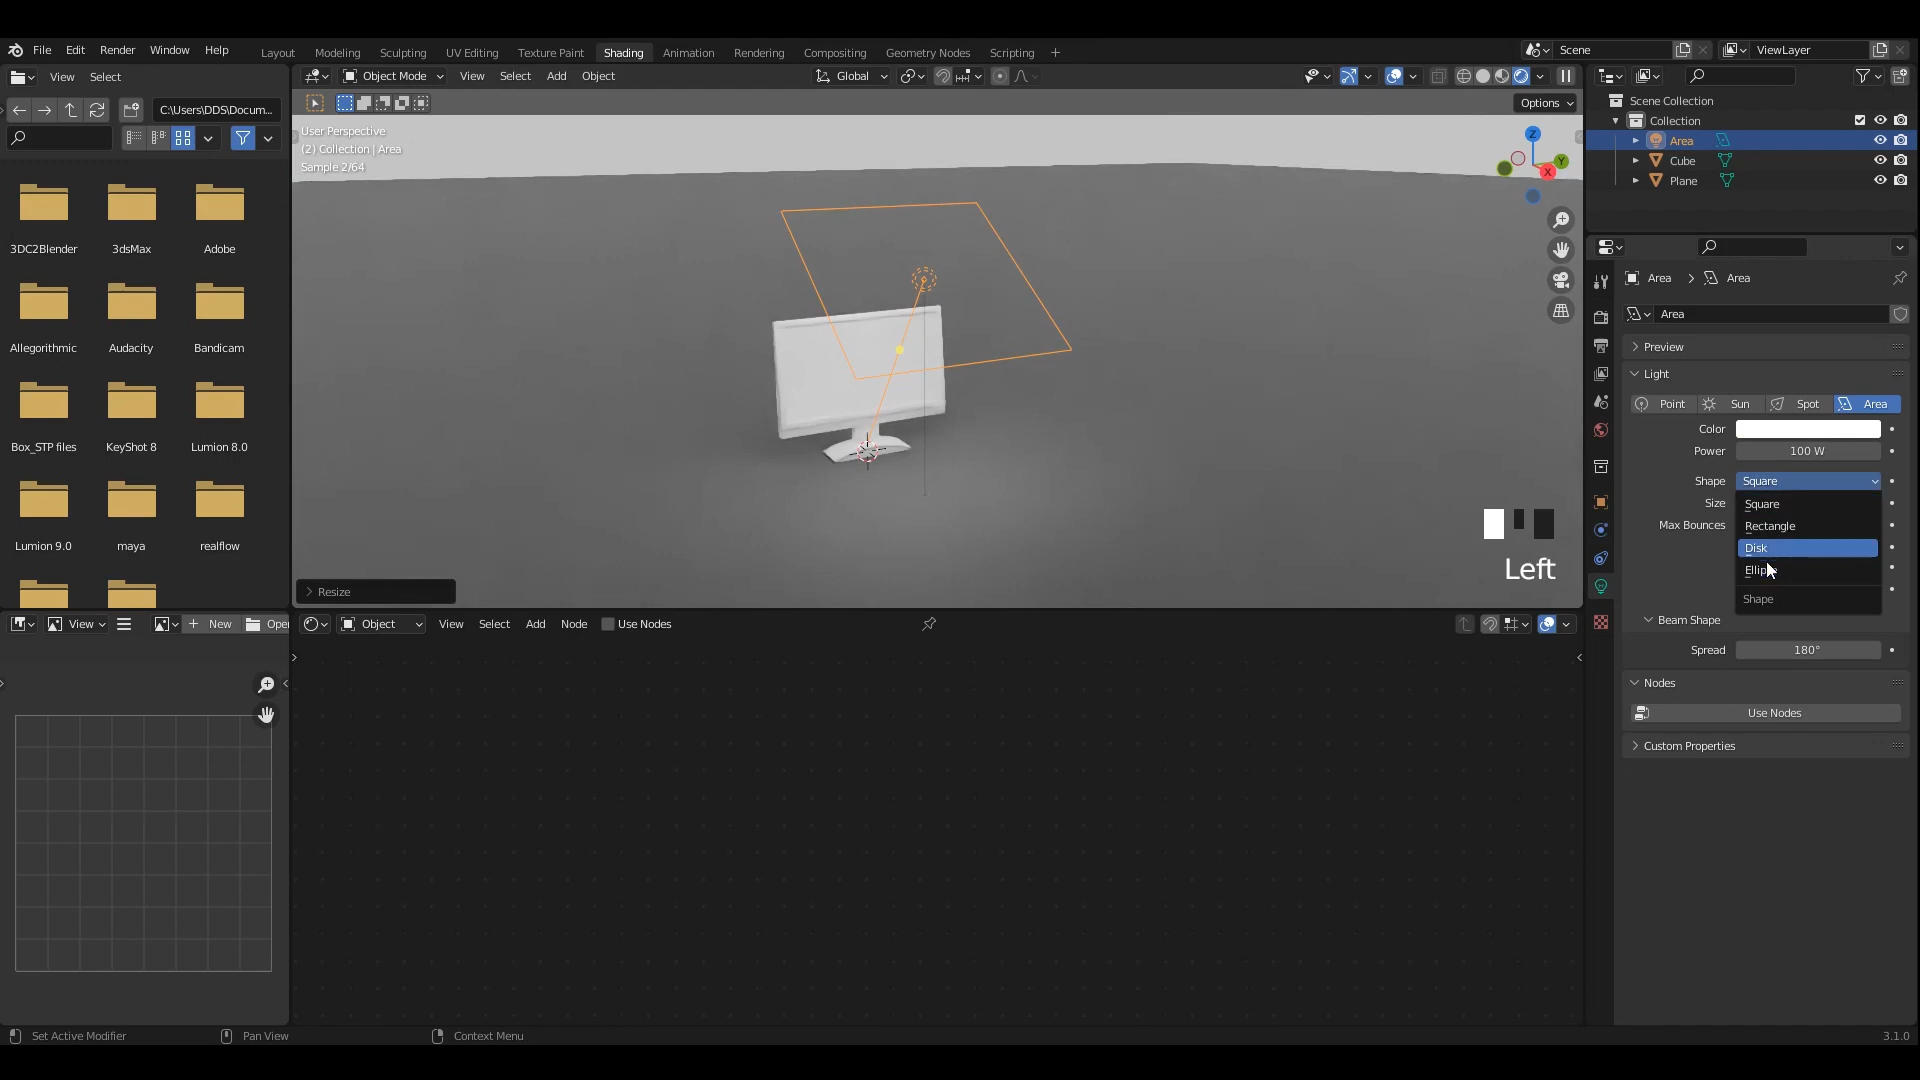 File Edit Render Window Help Layout Modeling Sculpting UV Editing Texture Paint Shading Animation Rendering Compositing Geometry Nodes Scripting + Scene ViewLayer
View Select Object Mode View Select Add Object Global
C:\Users\DDS\Docum... Options
User Perspective
(2) Collection | Area
Sample 2/64
Z
Y
X
Scene Collection
Collection
Area
Cube
Plane
3DC2Blender 3dsMax Adobe
Allegorithmic Audacity Bandicam
Box_STP files KeyShot 8 Lumion 8.0
Lumion 9.0 maya realflow
Area Area
Area
Preview
Light
Point Sun Spot Area
Color
Power 100 W
Shape Square
Size Square
Max Bounces Rectangle
Disk
Shape
Beam Shape
Spread 180°
Nodes
Use Nodes
Custom Properties
Left
Resize
View New Object View Select Add Node Use Nodes
Set Active Modifier Pan View Context Menu 3.1.0